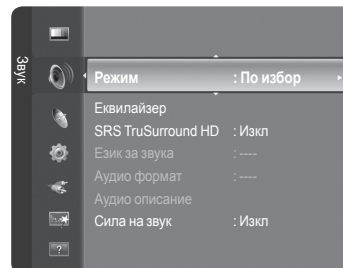 Звук
Режим : По избор
Еквилайзер
SRS TruSurround HD : Изкл
Език за звука : ----
Аудио формат : ----
Аудио описание
Сила на звук : Изкл
?